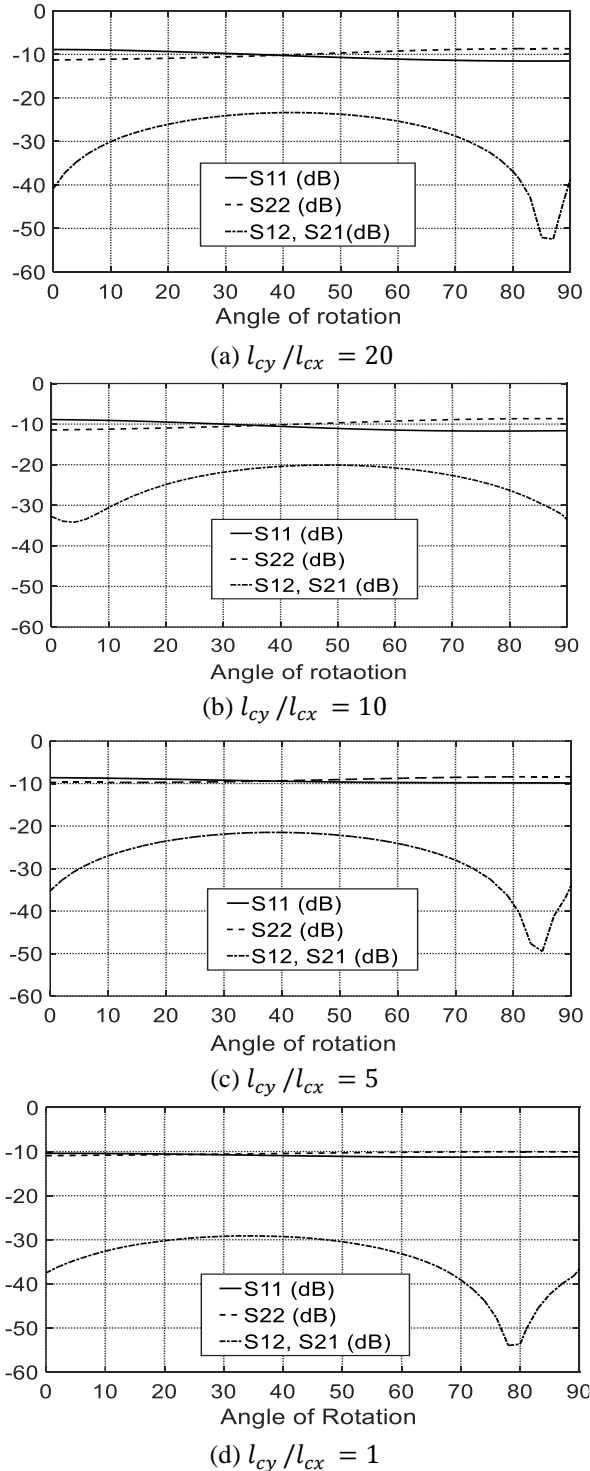 0
-10
-20
-30
-40
-50
-60
S11 (dB)
S22 (dB)
S12, S21(dB)
0 10 20 30 40 50 60 70 80 90
Angle of rotation
(a) l_cy /l_cx = 20
0
-10
-20
-30
-40
-50
-60
S11 (dB)
S22 (dB)
S12, S21 (dB)
0 10 20 30 40 50 60 70 80 90
Angle of rotaotion
(b) l_cy /l_cx = 10
0
-10
-20
-30
-40
-50
-60
S11 (dB)
S22 (dB)
S12, S21 (dB)
0 10 20 30 40 50 60 70 80 90
Angle of rotation
(c) l_cy /l_cx = 5
0
-10
-20
-30
-40
-50
-60
S11 (dB)
S22 (dB)
S12, S21 (dB)
0 10 20 30 40 50 60 70 80 90
Angle of Rotation
(d) l_cy /l_cx = 1